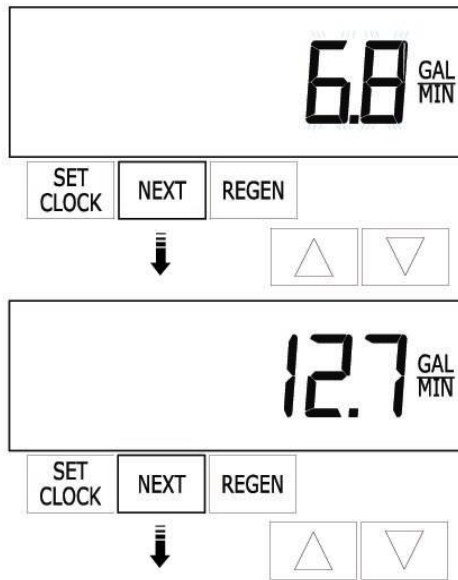 6.8 GAL
MIN
SET CLOCK NEXT REGEN
12.7 GAL
MIN
SET CLOCK NEXT REGEN